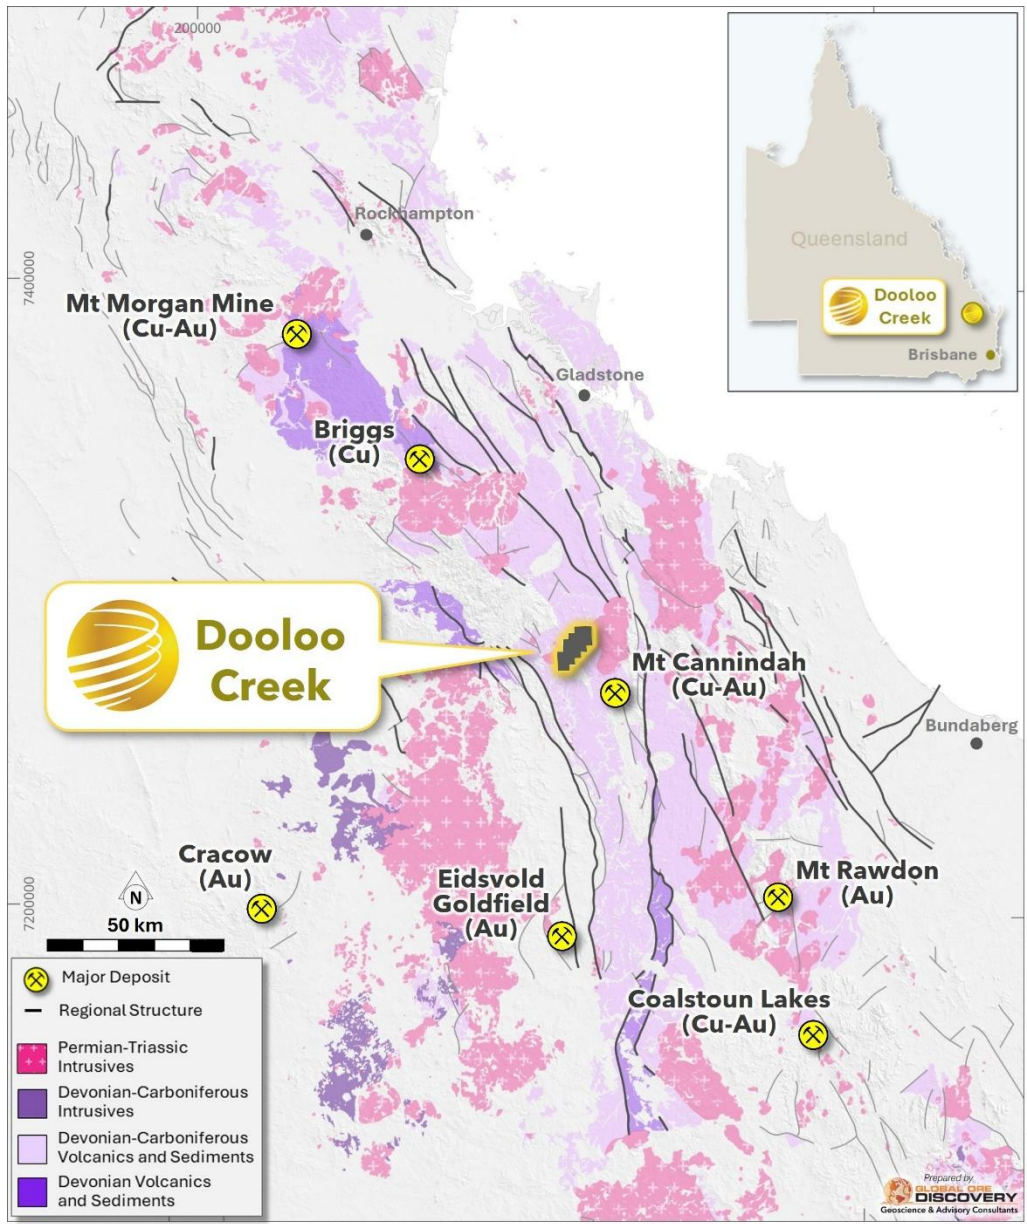 200000
Queensland
Dooloo
Creek
Brisbane
Rockhampton
7400000
Mt Morgan Mine
(Cu-Au)
Gladstone
Briggs
(Cu)
Dooloo
Creek
Mt Cannindah
(Cu-Au)
Bundaberg
Cracow
(Au)
Eidsvold
Goldfield
(Au)
Mt Rawdon
(Au)
7200000
N
50 km
Coalstoun Lakes
(Cu-Au)
Major Deposit
Regional Structure
Permian-Triassic
Intrusives
Devonian-Carboniferous
Intrusives
Devonian-Carboniferous
Volcanics and Sediments
Devonian Volcanics
and Sediments
Prepared by
GLOBAL ORE
DISCOVERY
Geoscience & Advisory Consultants